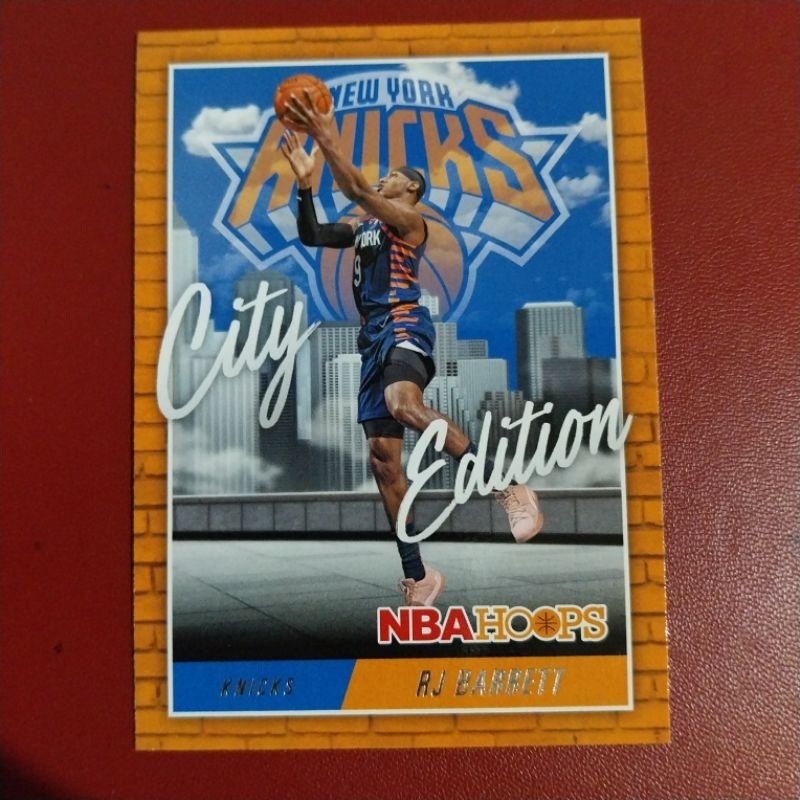 NEW YORK
KNICKS
YORK
9
City
Edition
NBAHOOPS
KNICKS
RJ BARRETT